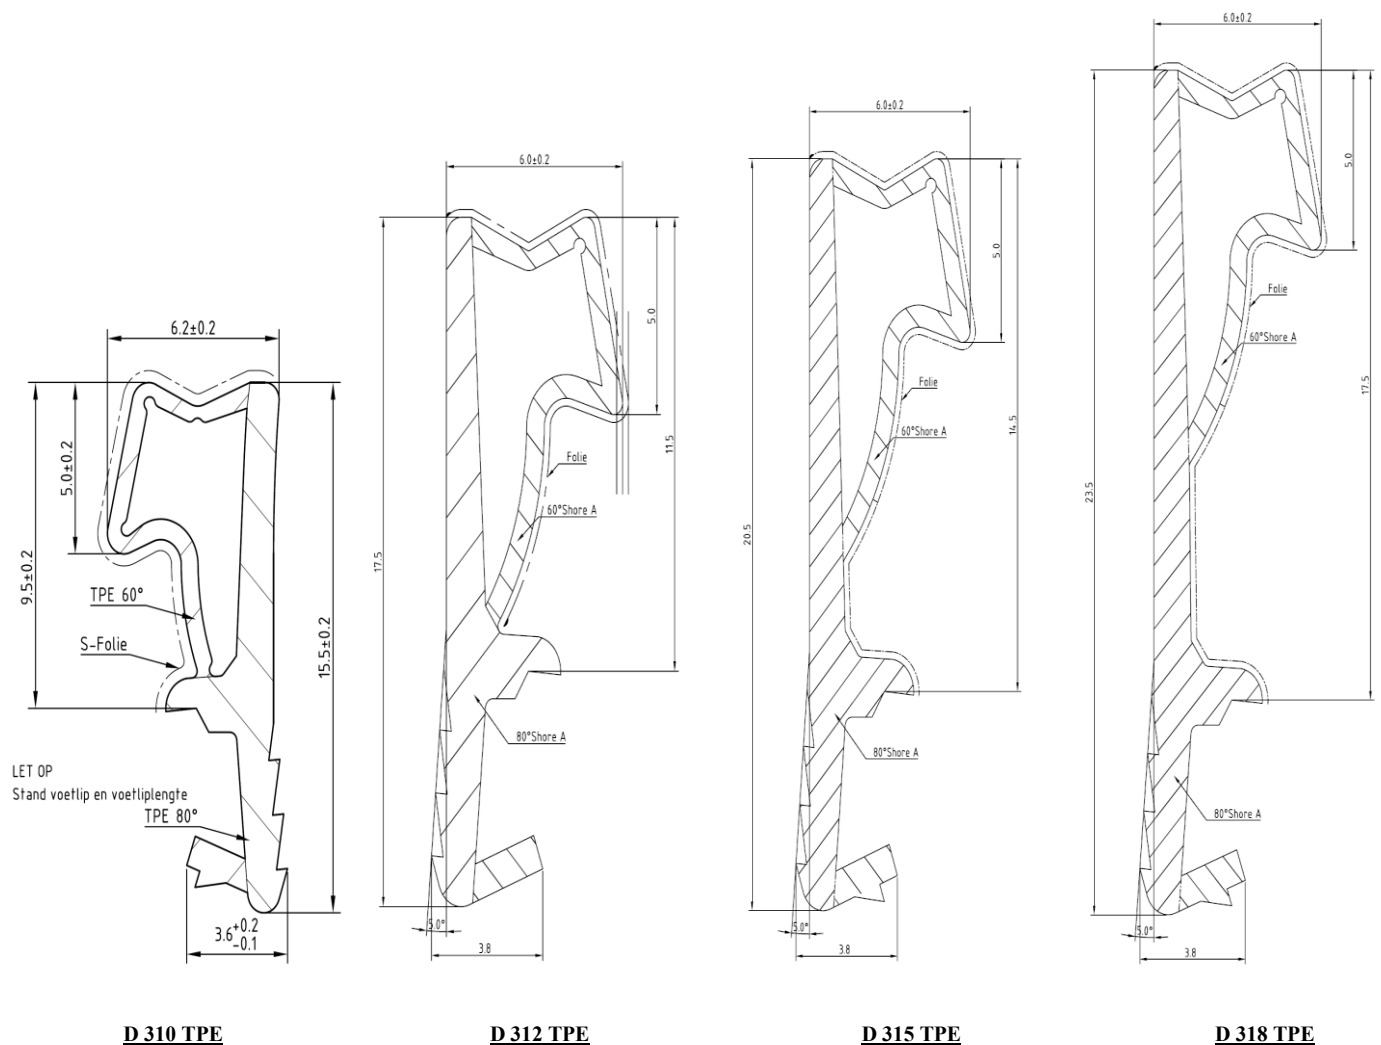 6.2±0.2
5.0±0.2
9.5±0.2
15.5±0.2
TPE 60°
S-Folie
LET OP
Stand voetlip en voetliplengte
TPE 80°
3.6+0.2
-0.1
D 310 TPE
6.0±0.2
5.0
11.5
17.5
Folie
60°Shore A
80°Shore A
5.0°
3.8
D 312 TPE
6.0±0.2
5.0
14.5
20.5
Folie
60°Shore A
80°Shore A
5.0°
3.8
D 315 TPE
6.0±0.2
5.0
17.5
23.5
Folie
60°Shore A
80°Shore A
5.0°
3.8
D 318 TPE